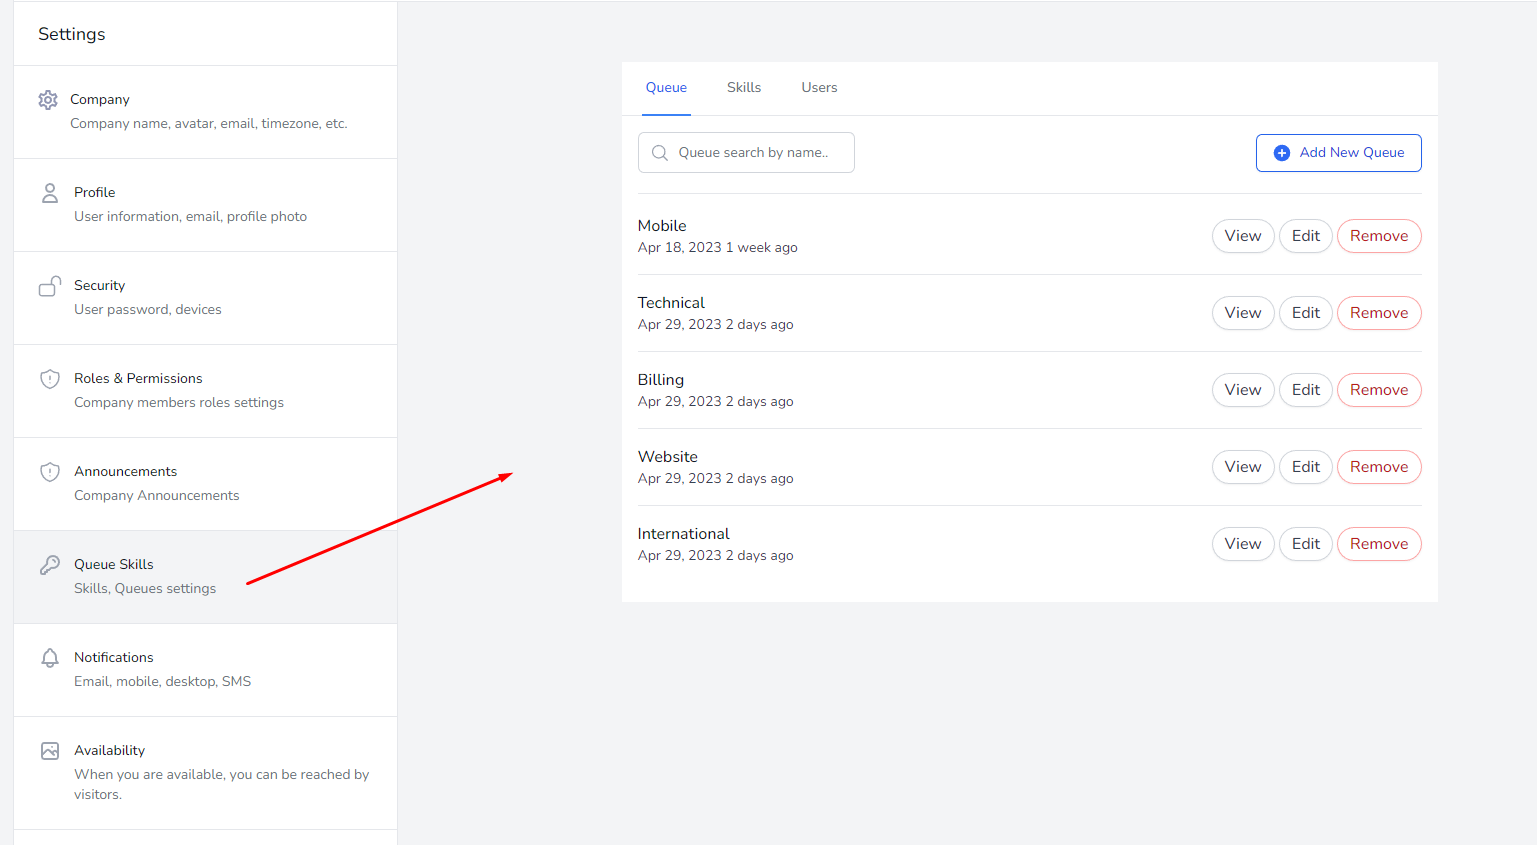 Settings
Company
Company name, avatar, email, timezone, etc.
Profile
User information, email, profile photo
Security
User password, devices
Roles & Permissions
Company members roles settings
Announcements
Company Announcements
Queue Skills
Skills, Queues settings
Notifications
Email, mobile, desktop, SMS
Availability
When you are available, you can be reached by
visitors.
Queue Skills Users
Queue search by name.. Add New Queue
Mobile
Apr 18, 2023 1 week ago
View Edit Remove
Technical
Apr 29, 2023 2 days ago
View Edit Remove
Billing
Apr 29, 2023 2 days ago
View Edit Remove
Website
Apr 29, 2023 2 days ago
View Edit Remove
International
Apr 29, 2023 2 days ago
View Edit Remove